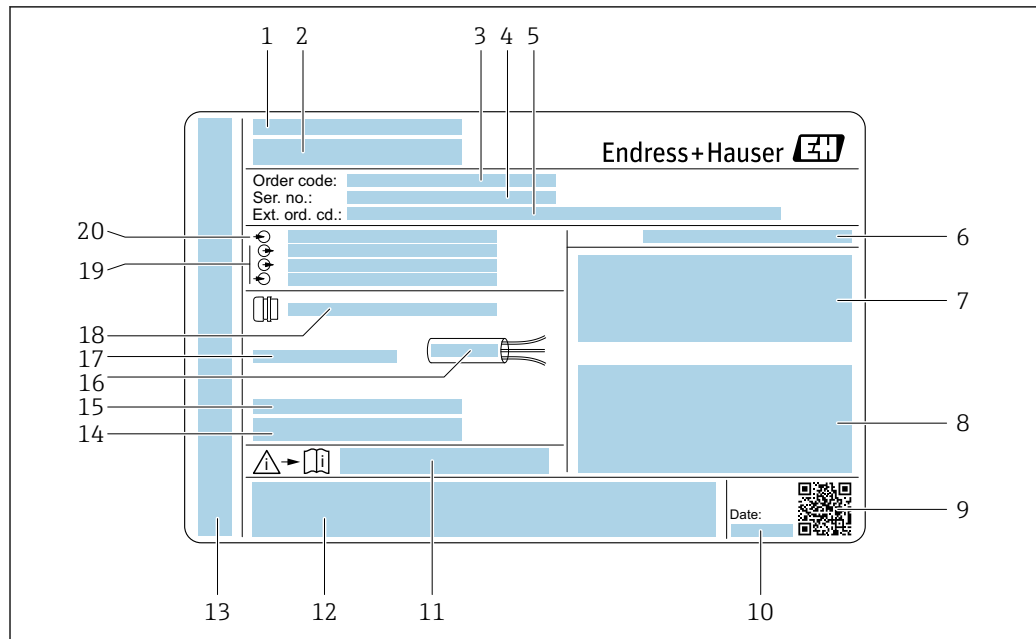 1 2 3 4 5
Endress+Hauser EH
Order code:
Ser. no.:
Ext. ord. cd.:
20
6
19
7
18
17
16
15
14
8
i i
11
Date:
9
13 12 10